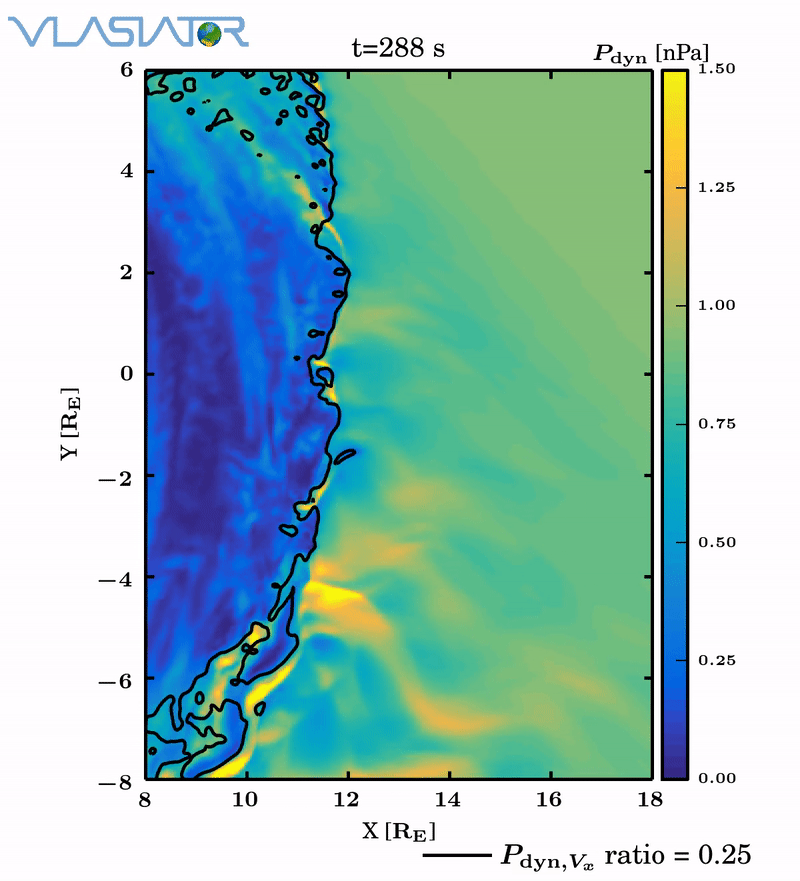 VLASIATOR
t=288 s
P_dyn [nPa]
6
4
2
0
−2
−4
−6
−8
Y [R_E]
8 10 12 14 16 18
X [R_E]
1.50
1.25
1.00
0.75
0.50
0.25
0.00
P_dyn,V_x ratio = 0.25